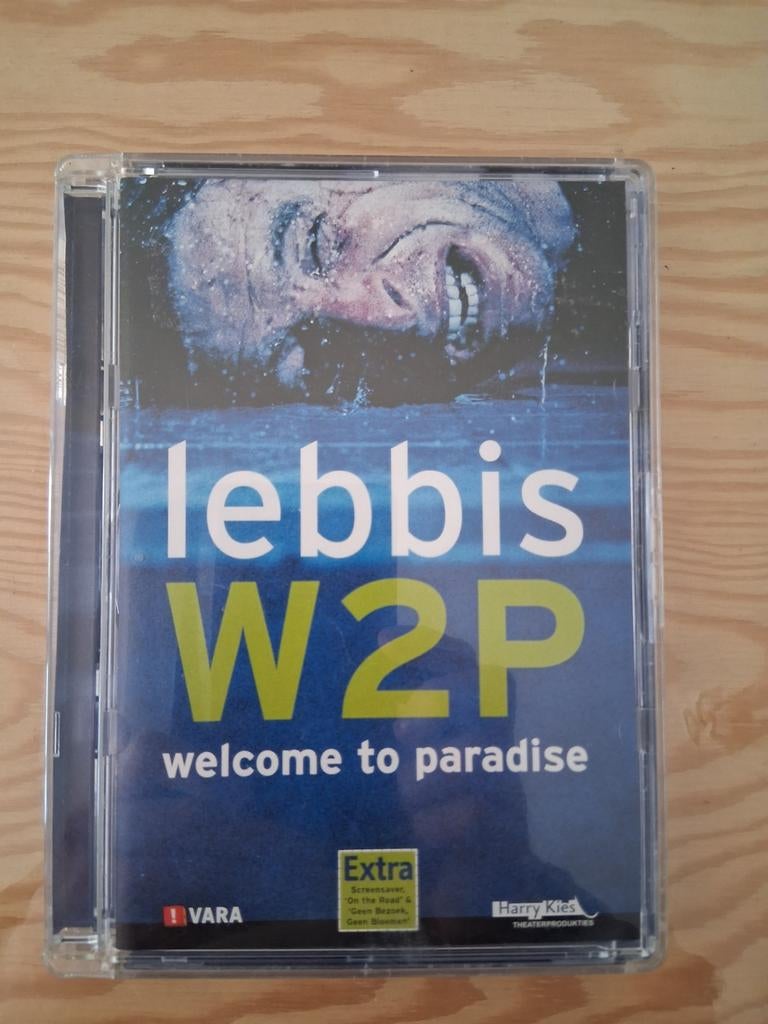 lebbis
W2P
welcome to paradise
Extra
Screensaver,
'On the Road' &
'Geen Bezoek,
Geen Bloemen'
! VARA
Harry Kies
THEATERPRODUKTIES